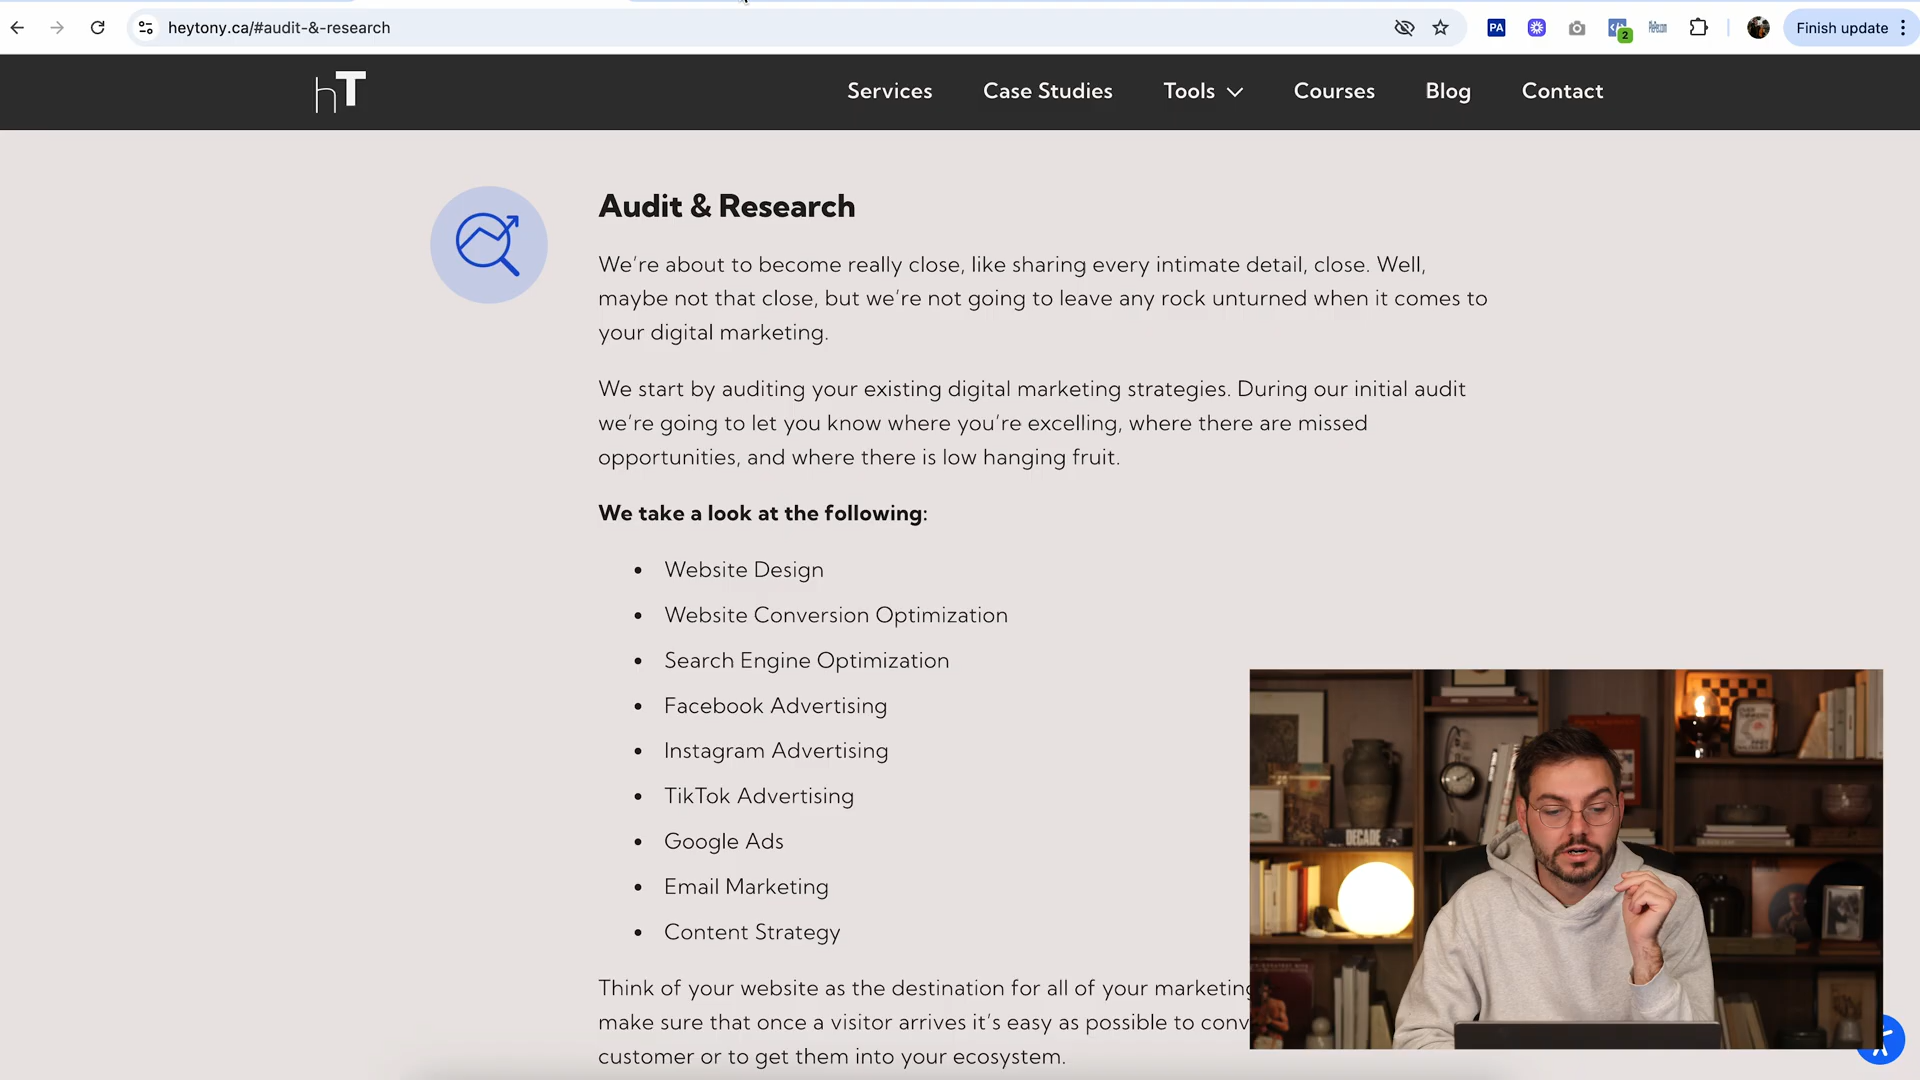 heytony.ca/#audit-&-research
PA
2
Finish update
hT
Services
Case Studies
Tools
Courses
Blog
Contact
Audit & Research
We’re about to become really close, like sharing every intimate detail, close. Well,
maybe not that close, but we’re not going to leave any rock unturned when it comes to
your digital marketing.
We start by auditing your existing digital marketing strategies. During our initial audit
we’re going to let you know where you’re excelling, where there are missed
opportunities, and where there is low hanging fruit.
We take a look at the following:
• Website Design
• Website Conversion Optimization
• Search Engine Optimization
• Facebook Advertising
• Instagram Advertising
• TikTok Advertising
• Google Ads
• Email Marketing
• Content Strategy
Think of your website as the destination for all of your marketing
make sure that once a visitor arrives it’s easy as possible to conv
customer or to get them into your ecosystem.
DECADE